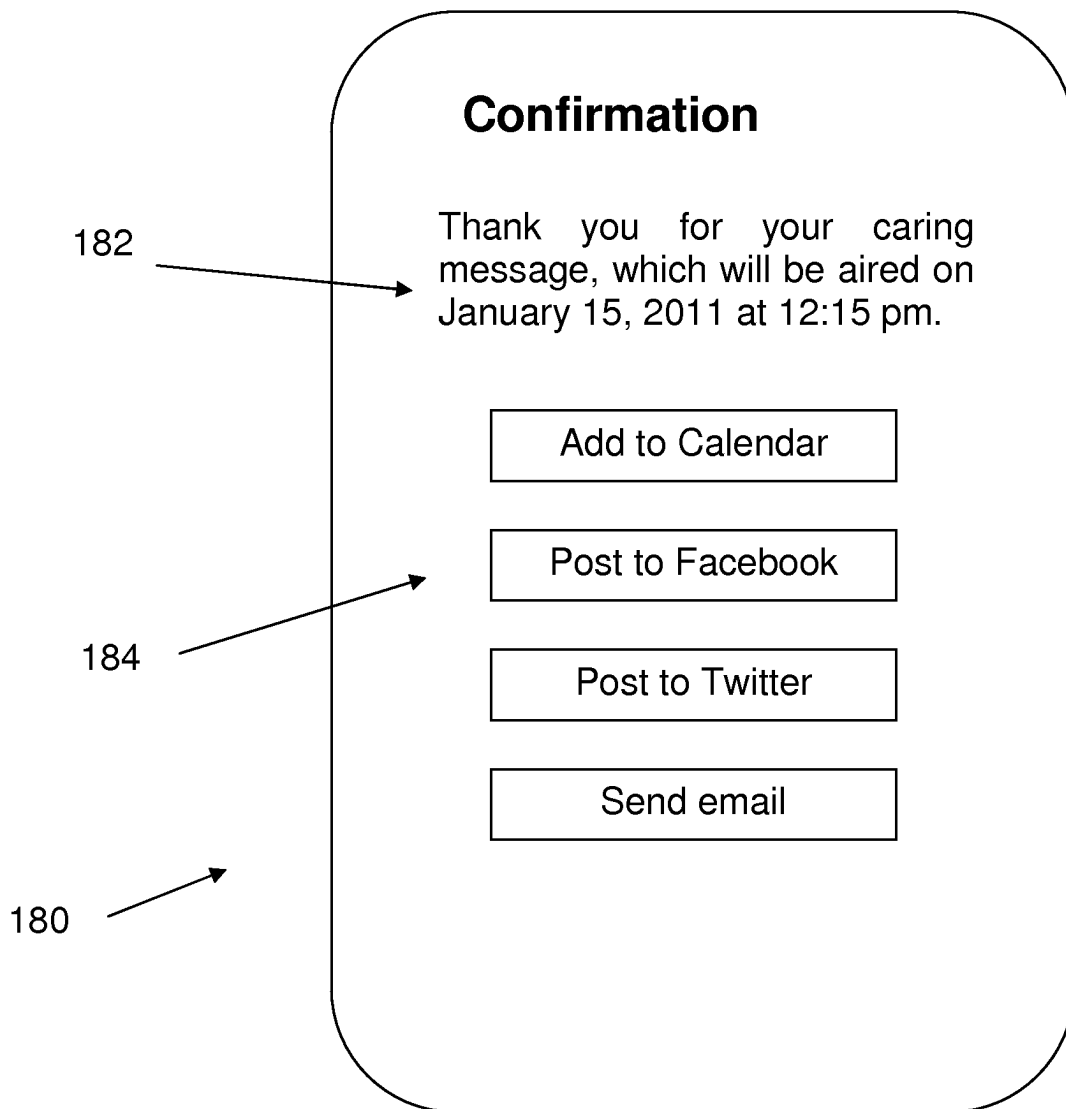 Confirmation
182
Thank you for your caring
message, which will be aired on
January 15, 2011 at 12:15 pm.
Add to Calendar
Post to Facebook
184
Post to Twitter
Send email
180